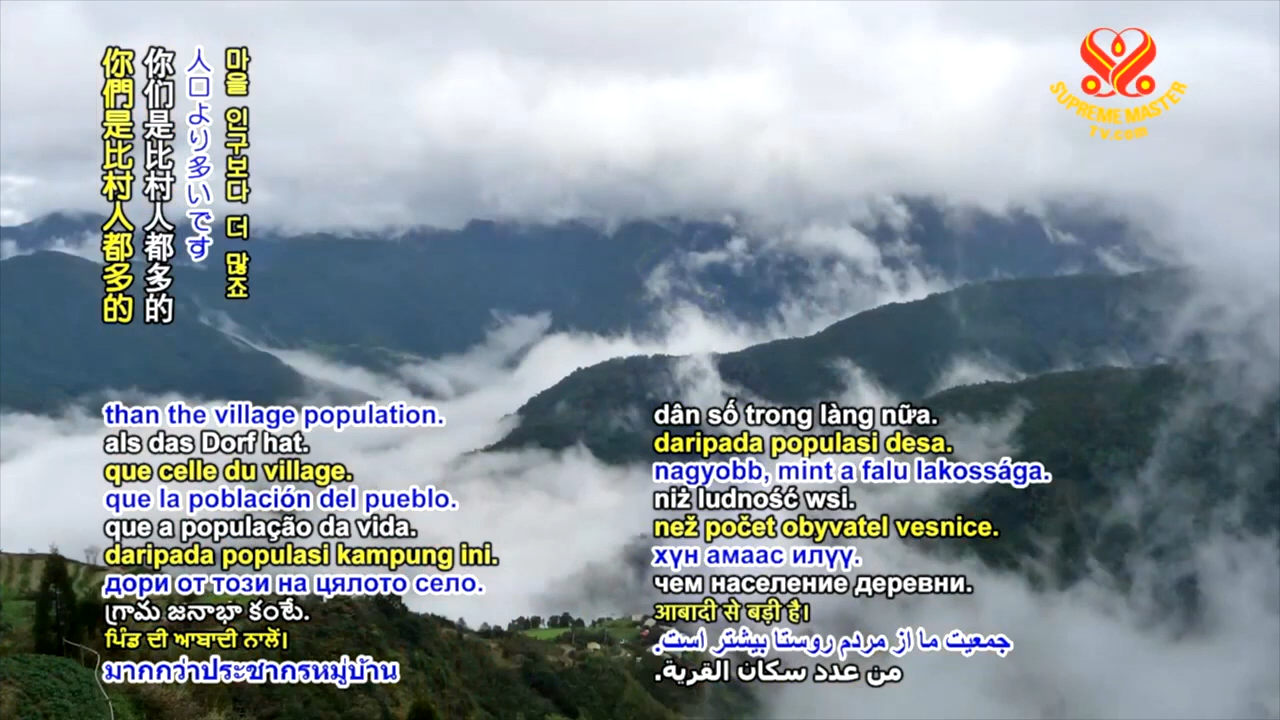 你們是比村人都多的
你们是比村人都多的
人口より多いです
마을 인구보다 더 많죠
SUPREME MASTER
TV.com
than the village population.
als das Dorf hat.
que celle du village.
que la población del pueblo.
que a população da vida.
daripada populasi kampung ini.
дори от този на цялото село.
గ్రామ జనాభా కంటే.
ਪਿੰਡ ਦੀ ਆਬਾਦੀ ਨਾਲੋਂ।
มากกว่าประชากรหมู่บ้าน
dân số trong làng nữa.
daripada populasi desa.
nagyobb, mint a falu lakossága.
niż ludność wsi.
než počet obyvatel vesnice.
хүн амаас илүү.
чем население деревни.
आबादी से बड़ी है।
جمعیت ما از مردم روستا بیشتر است.
من عدد سكان القرية.